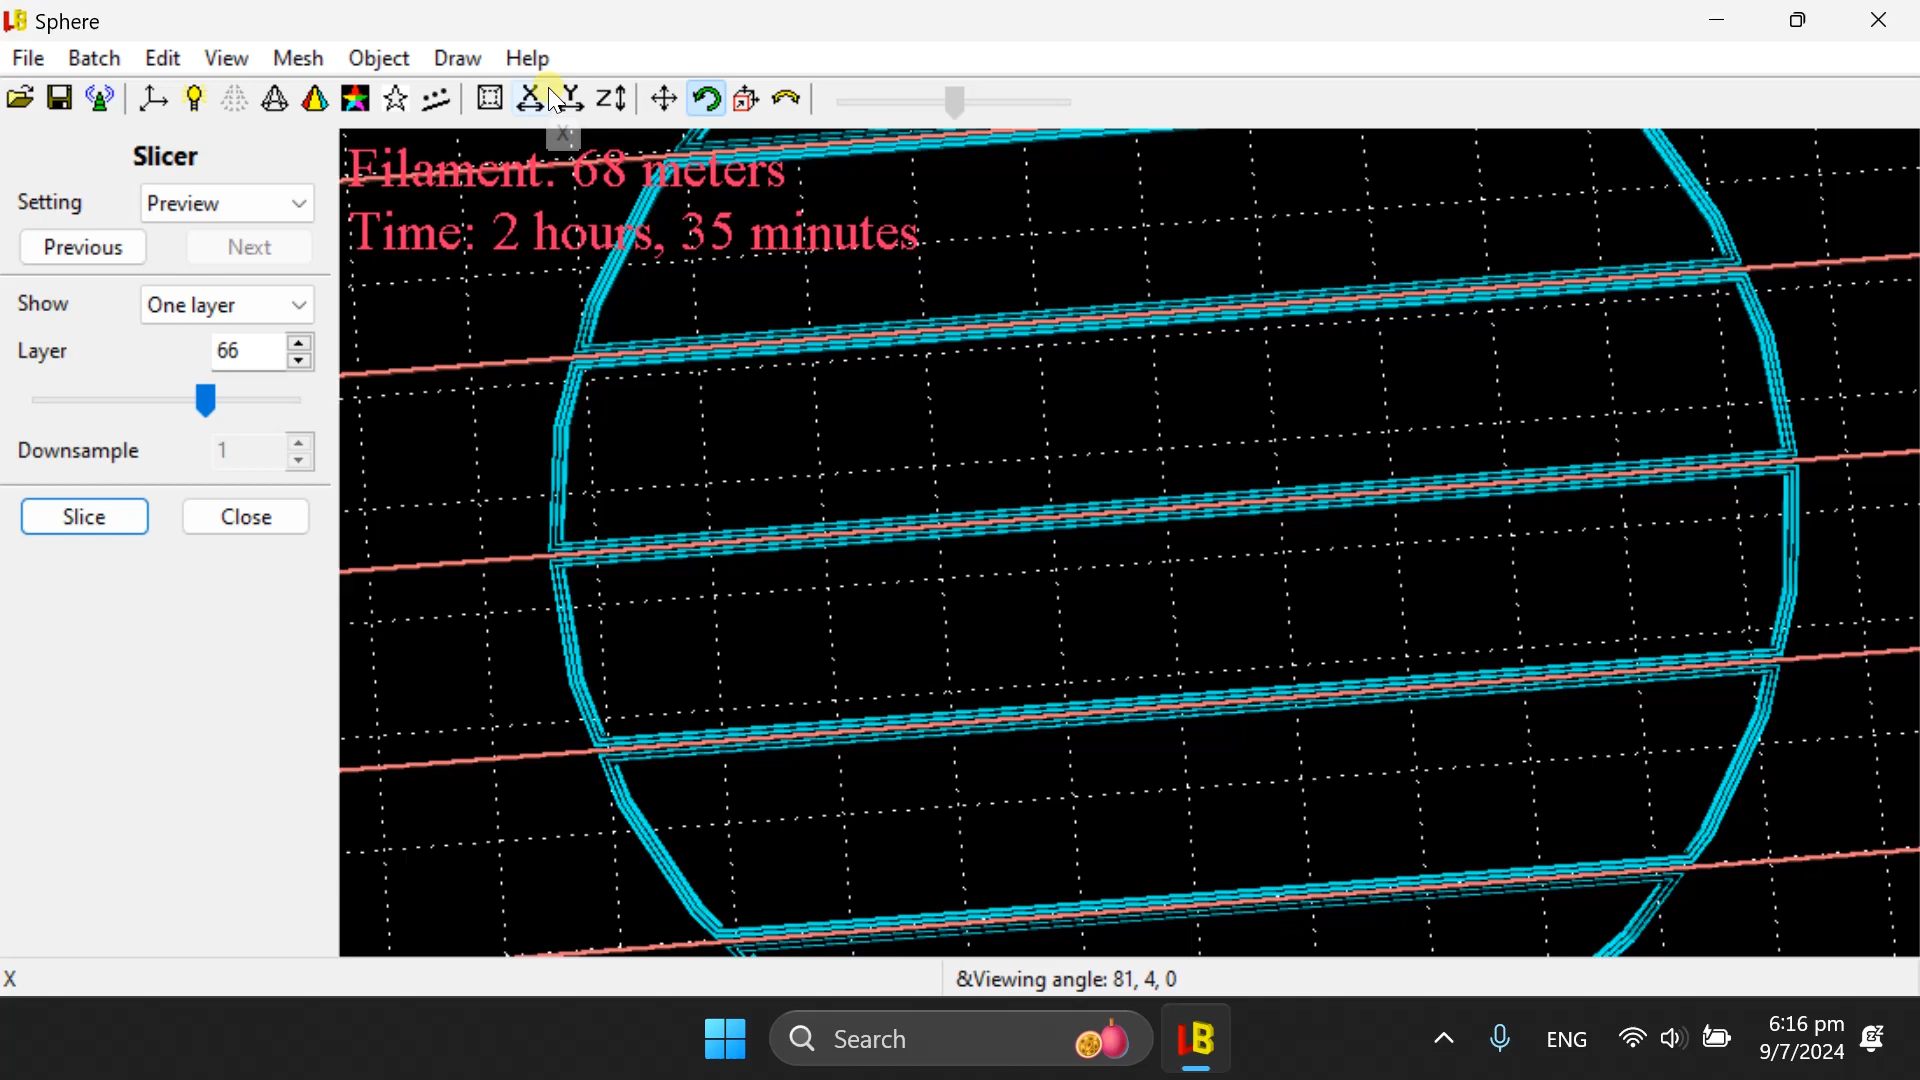 LB Sphere
File Batch Edit View Mesh Object Draw Help
X Y Z
X
Slicer
Setting Preview
Previous Next
Show One layer
Layer 66
Downsample 1
Slice Close
Filament: 68 meters
Time: 2 hours, 35 minutes
X &Viewing angle: 81, 4, 0
Search LB ENG 6:16 pm
9/7/2024